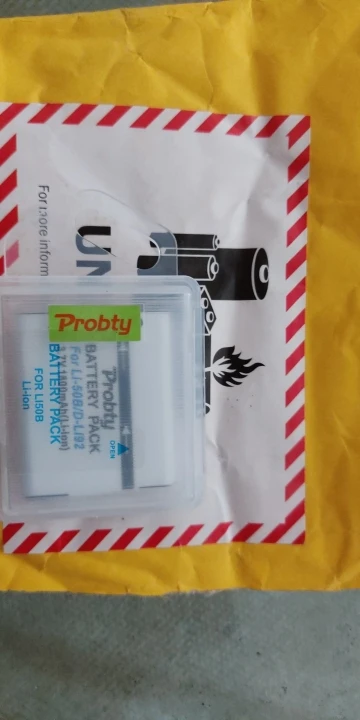 For more inform
UN
Probty
Probty
BATTERY PACK
For LI-50B/D-LI92
OPEN
BATTERY PACK
FOR LI50B
Li-ion